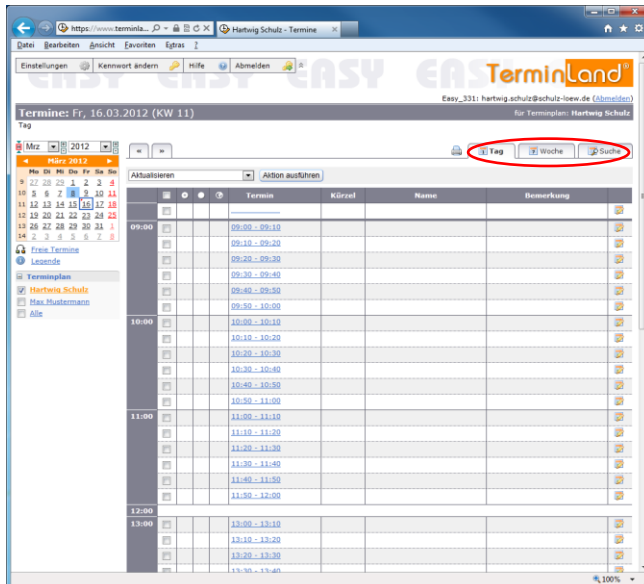 https://www.terminla...
Hartwig Schulz - Termine
Datei Bearbeiten Ansicht Favoriten Extras ?
Einstellungen Kennwort ändern Hilfe Abmelden
EASY EASY EASY EASY
TerminLand®
Easy_331: hartwig.schulz@schulz-loew.de (Abmelden)
Termine: Fr, 16.03.2012 (KW 11) für Terminplan: Hartwig Schulz
Tag
Mrz 2012 « » Tag Woche Suche
März 2012
Mo Di Mi Do Fr Sa So
9 27 28 29 1 2 3 4
10 5 6 7 8 9 10 11
11 12 13 14 15 16 17 18
12 19 20 21 22 23 24 25
13 26 27 28 29 30 31 1
14 2 3 4 5 6 7 8
Freie Termine
Legende
Terminplan
Hartwig Schulz
Max Mustermann
Alle
Aktualisieren Aktion ausführen
Termin Kürzel Name Bemerkung
09:00 09:00 - 09:10
09:10 - 09:20
09:20 - 09:30
09:30 - 09:40
09:40 - 09:50
09:50 - 10:00
10:00 10:00 - 10:10
10:10 - 10:20
10:20 - 10:30
10:30 - 10:40
10:40 - 10:50
10:50 - 11:00
11:00 11:00 - 11:10
11:10 - 11:20
11:20 - 11:30
11:30 - 11:40
11:40 - 11:50
11:50 - 12:00
12:00
13:00 13:00 - 13:10
13:10 - 13:20
13:20 - 13:30
13:30 - 13:40
100%